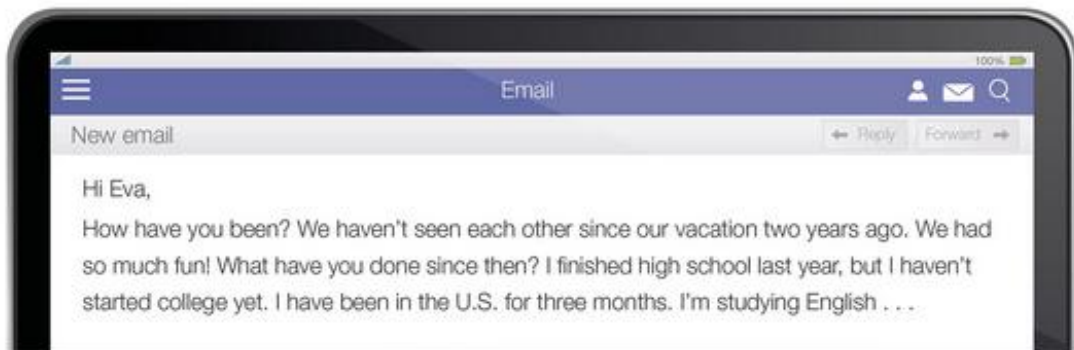 100%
Email
New email
← Reply Forward →
Hi Eva,
How have you been? We haven't seen each other since our vacation two years ago. We had
so much fun! What have you done since then? I finished high school last year, but I haven't
started college yet. I have been in the U.S. for three months. I'm studying English . . .